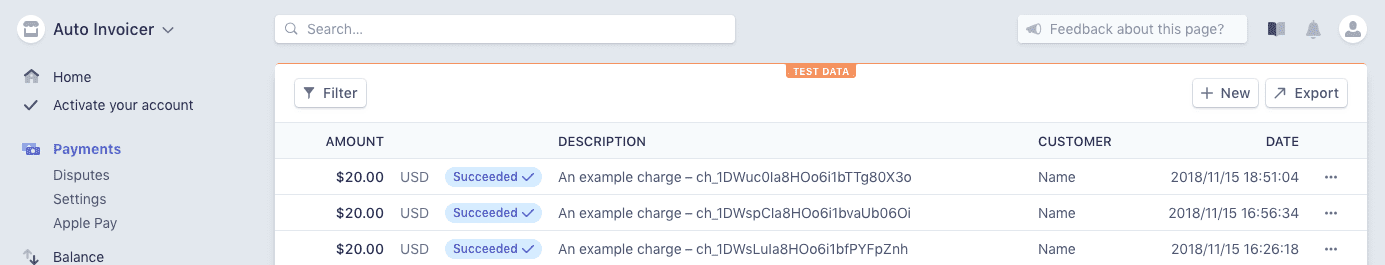 Auto Invoicer
Search...
Feedback about this page?
TEST DATA
Home
Activate your account
Payments
Disputes
Settings
Apple Pay
Balance
Filter
New
Export
AMOUNT DESCRIPTION CUSTOMER DATE
$20.00 USD Succeeded An example charge – ch_1DWuc0Ia8HOo6i1bTTg80X3o Name 2018/11/15 18:51:04
$20.00 USD Succeeded An example charge – ch_1DWspCIa8HOo6i1bvaUb06Oi Name 2018/11/15 16:56:34
$20.00 USD Succeeded An example charge – ch_1DWsLuIa8HOo6i1bfPYFpZnh Name 2018/11/15 16:26:18